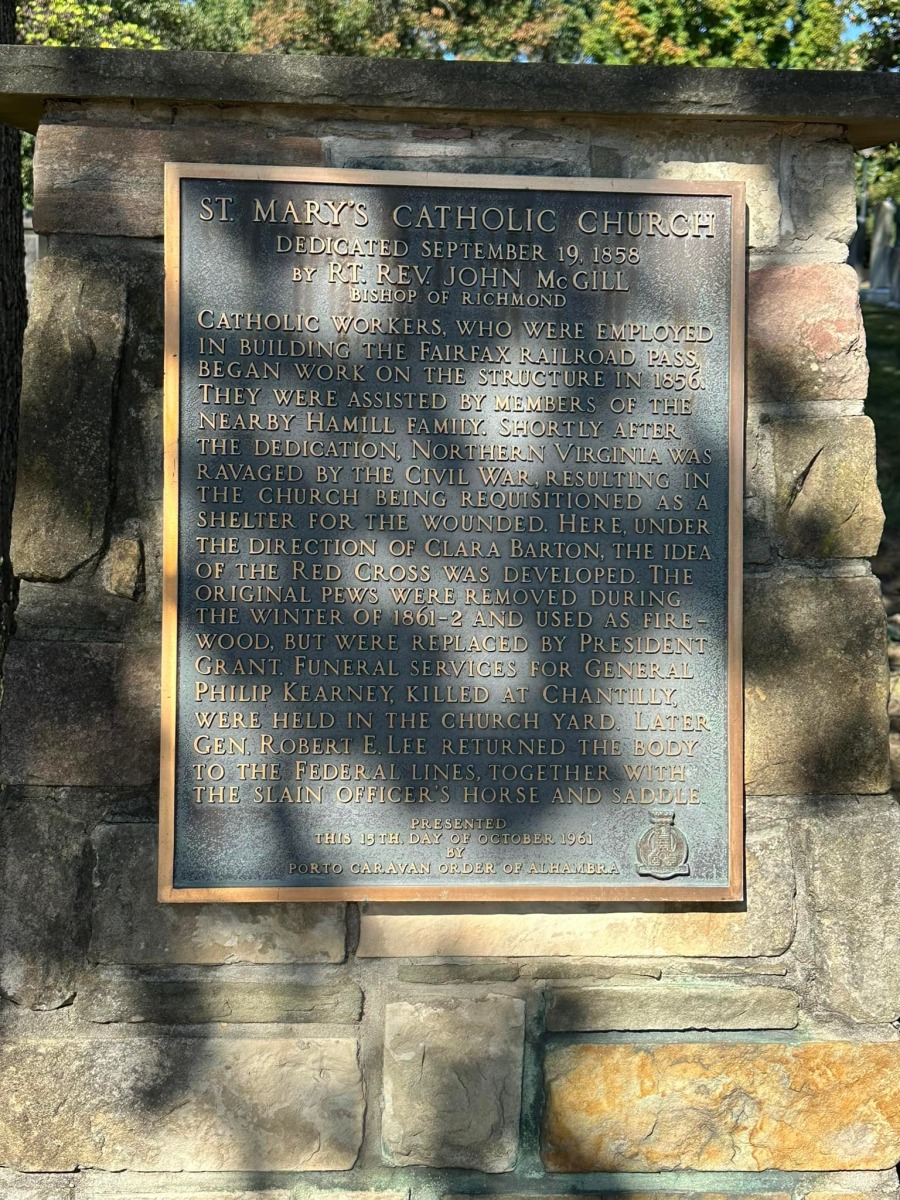 ST. MARY'S CATHOLIC CHURCH
DEDICATED SEPTEMBER 19, 1858
BY RT. REV. JOHN McGILL
BISHOP OF RICHMOND
CATHOLIC WORKERS, WHO WERE EMPLOYED
IN BUILDING THE FAIRFAX RAILROAD PASS,
BEGAN WORK ON THE STRUCTURE IN 1856.
THEY WERE ASSISTED BY MEMBERS OF THE
NEARBY HAMILL FAMILY. SHORTLY AFTER
THE DEDICATION, NORTHERN VIRGINIA WAS
RAVAGED BY THE CIVIL WAR, RESULTING IN
THE CHURCH BEING REQUISITIONED AS A
SHELTER FOR THE WOUNDED. HERE, UNDER
THE DIRECTION OF CLARA BARTON, THE IDEA
OF THE RED CROSS WAS DEVELOPED. THE
ORIGINAL PEWS WERE REMOVED DURING
THE WINTER OF 1861-2 AND USED AS FIRE-
WOOD, BUT WERE REPLACED BY PRESIDENT
GRANT. FUNERAL SERVICES FOR GENERAL
PHILIP KEARNEY, KILLED AT CHANTILLY,
WERE HELD IN THE CHURCH YARD. LATER
GEN. ROBERT E. LEE RETURNED THE BODY
TO THE FEDERAL LINES, TOGETHER WITH
THE SLAIN OFFICER'S HORSE AND SADDLE.
PRESENTED
THIS 15TH. DAY OF OCTOBER 1961
BY
PORTO CARAVAN ORDER OF ALHAMBRA